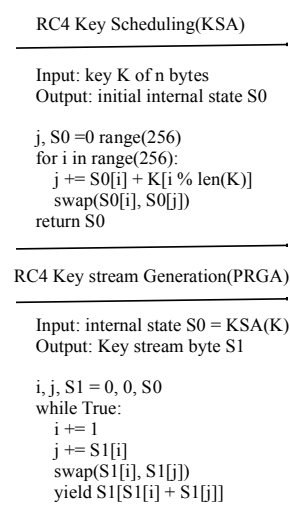 RC4 Key Scheduling(KSA)
Input: key K of n bytes
Output: initial internal state S0
j, S0 =0 range(256)
for i in range(256):
j += S0[i] + K[i % len(K)]
swap(S0[i], S0[j])
return S0
RC4 Key stream Generation(PRGA)
Input: internal state S0 = KSA(K)
Output: Key stream byte S1
i, j, S1 = 0, 0, S0
while True:
i += 1
j += S1[i]
swap(S1[i], S1[j])
yield S1[S1[i] + S1[j]]